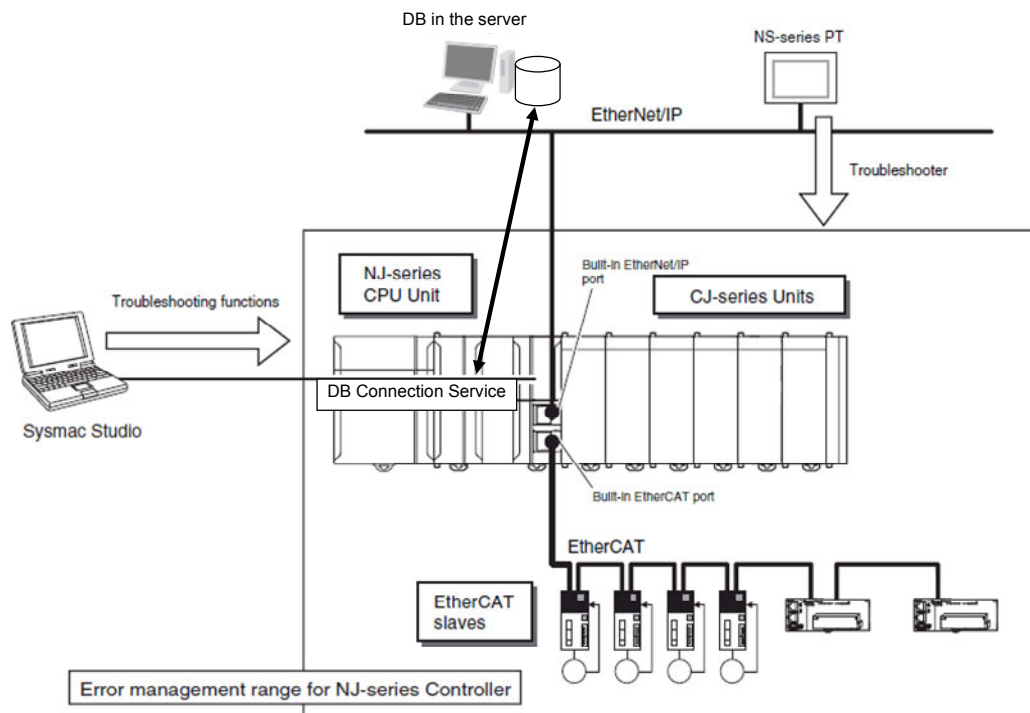 DB in the server
NS-series PT
EtherNet/IP
Troubleshooter
NJ-series
CPU Unit
Built-in EtherNet/IP
port
CJ-series Units
Troubleshooting functions
DB Connection Service
Sysmac Studio
Built-in EtherCAT port
EtherCAT
EtherCAT
slaves
Error management range for NJ-series Controller